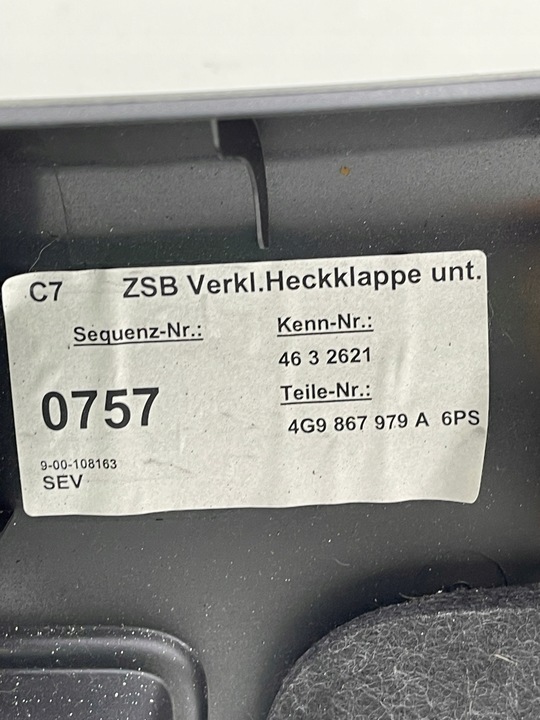 C7 ZSB Verkl.Heckklappe unt.
Sequenz-Nr.: Kenn-Nr.:
46 3 2621
0757 Teile-Nr.:
4G9 867 979 A 6PS
9-00-108163
SEV